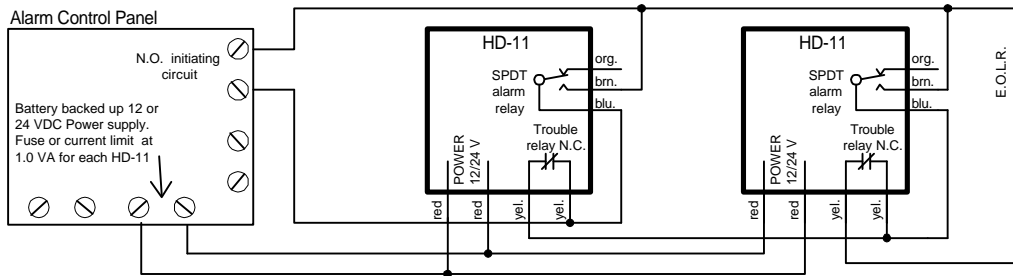 Alarm Control Panel
N.O. initiating
circuit
Battery backed up 12 or
24 VDC Power supply.
Fuse or current limit at
1.0 VA for each HD-11
HD-11
SPDT
alarm
relay
org.
brn.
blu.
Trouble
relay N.C.
POWER
12/24 V
red
red
yel.
yel.
HD-11
SPDT
alarm
relay
org.
brn.
blu.
Trouble
relay N.C.
POWER
12/24 V
red
red
yel.
yel.
E.O.L.R.